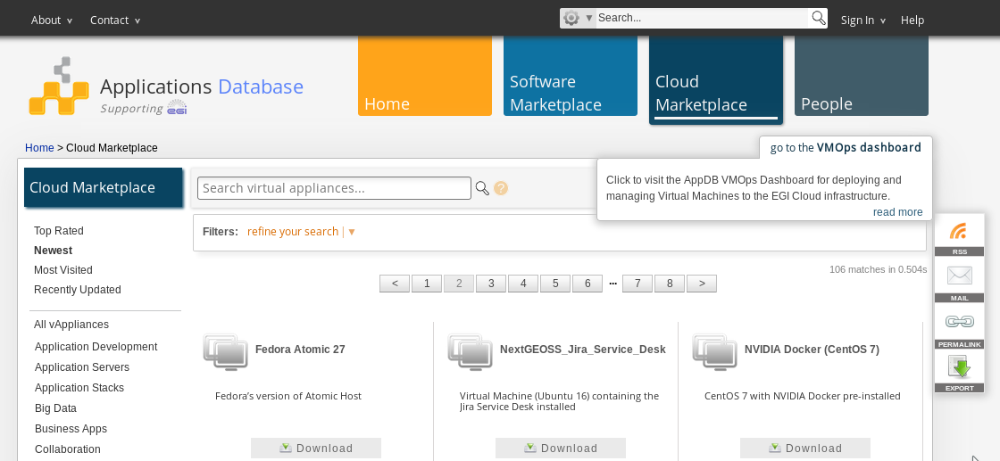 About
Contact
Search...
Sign In
Help
Applications Database
Supporting EGI
Home
Software
Marketplace
Cloud
Marketplace
People
Home > Cloud Marketplace
go to the VMOps dashboard
Click to visit the AppDB VMOps Dashboard for deploying and
managing Virtual Machines to the EGI Cloud infrastructure.
read more
Cloud Marketplace
Search virtual appliances...
Filters: refine your search
106 matches in 0.504s
< 1 2 3 4 5 6 ... 7 8 >
Top Rated
Newest
Most Visited
Recently Updated
All vAppliances
Application Development
Application Servers
Application Stacks
Big Data
Business Apps
Collaboration
Fedora Atomic 27
Fedora's version of Atomic Host
Download
NextGEOSS_Jira_Service_Desk
Virtual Machine (Ubuntu 16) containing the
Jira Service Desk installed
Download
NVIDIA Docker (CentOS 7)
CentOS 7 with NVIDIA Docker pre-installed
Download
RSS
MAIL
PERMALINK
EXPORT